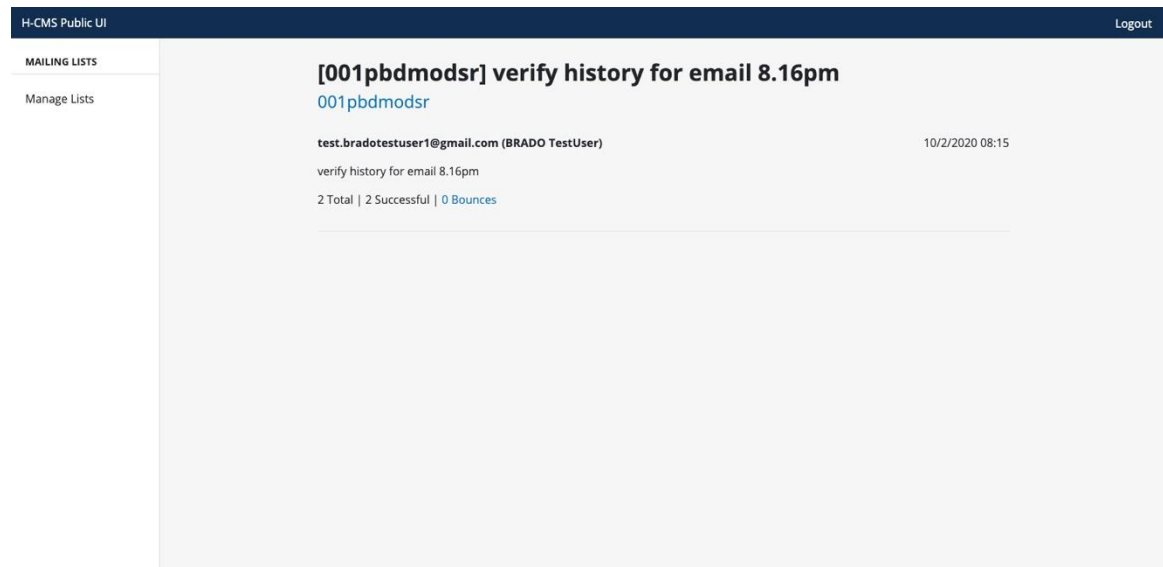 H-CMS Public UI
Logout
MAILING LISTS
Manage Lists
[001pbdmodsr] verify history for email 8.16pm
001pbdmodsr
test.bradotestuser1@gmail.com (BRADO TestUser)
10/2/2020 08:15
verify history for email 8.16pm
2 Total | 2 Successful | 0 Bounces